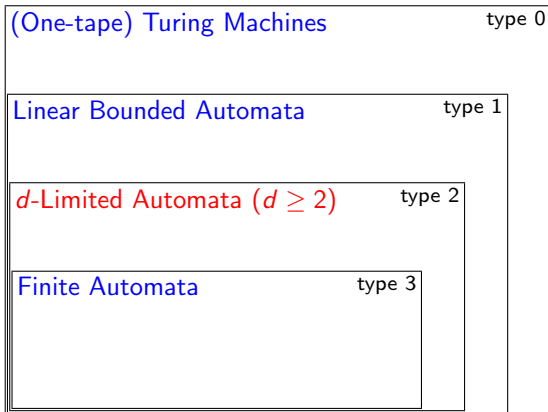 (One-tape) Turing Machines type 0
Linear Bounded Automata type 1
d-Limited Automata (d ≥ 2) type 2
Finite Automata type 3